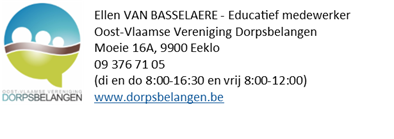 Ellen VAN BASSELAERE - Educatief medewerker
Oost-Vlaamse Vereniging Dorpsbelangen
Moeie 16A, 9900 Eeklo
09 376 71 05
(di en do 8:00-16:30 en vrij 8:00-12:00)
www.dorpsbelangen.be
OOST-VLAAMSE VERENIGING
DORPSBELANGEN